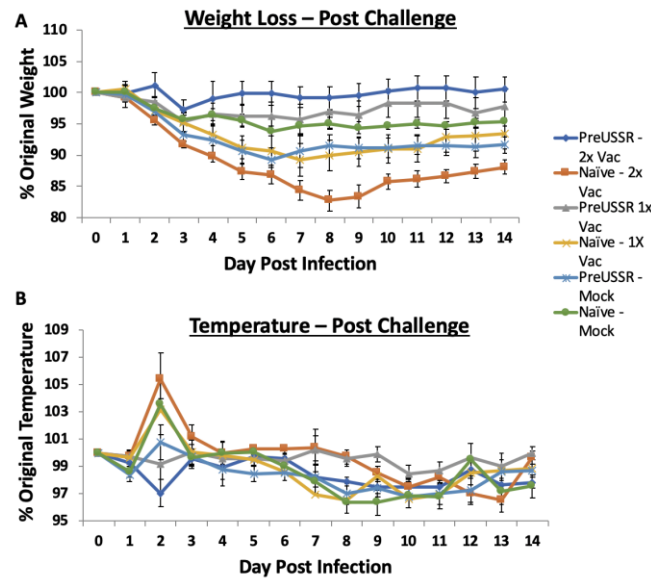 A
Weight Loss – Post Challenge
% Original Weight
110
105
100
95
90
85
80
0 1 2 3 4 5 6 7 8 9 10 11 12 13 14
Day Post Infection
PreUSSR -
2x Vac
Naïve - 2x
Vac
PreUSSR 1x
Vac
Naïve - 1X
Vac
PreUSSR -
Mock
Naïve -
Mock
B
Temperature – Post Challenge
% Original Temperature
109
107
105
103
101
99
97
95
0 1 2 3 4 5 6 7 8 9 10 11 12 13 14
Day Post Infection